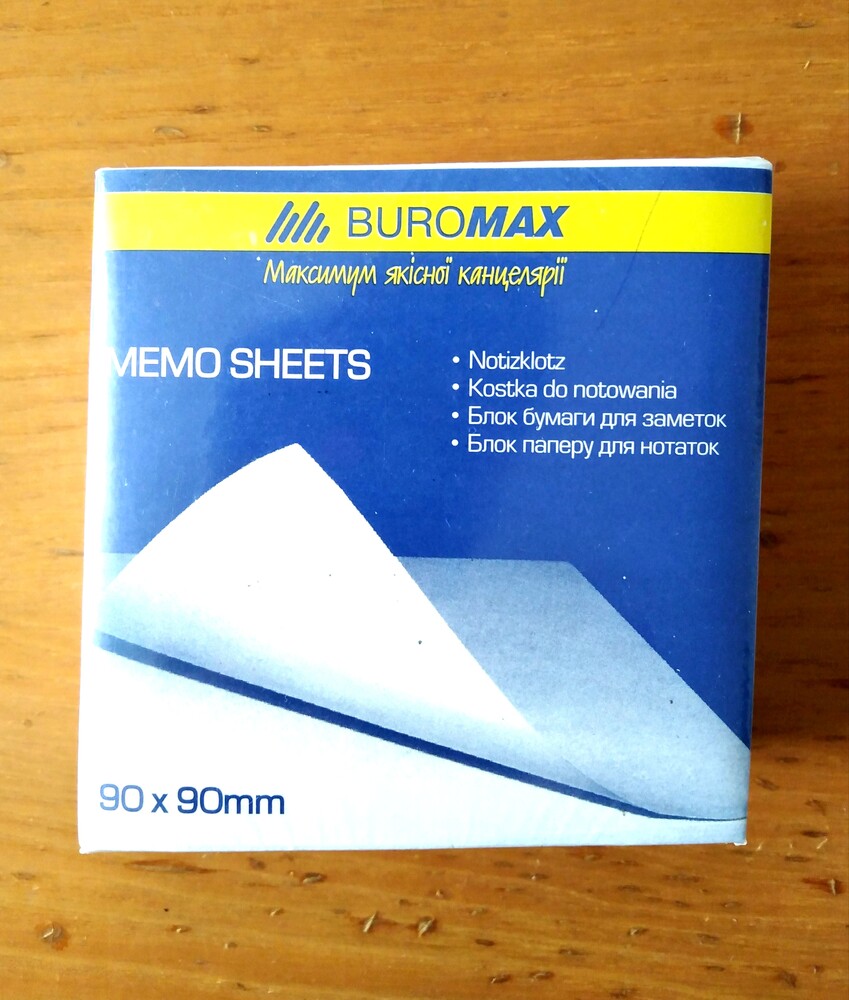 BUROMAX
Максимум якісної канцелярії
MEMO SHEETS
• Notizklotz
• Kostka do notowania
• Блок бумаги для заметок
• Блок паперу для нотаток
90 x 90mm